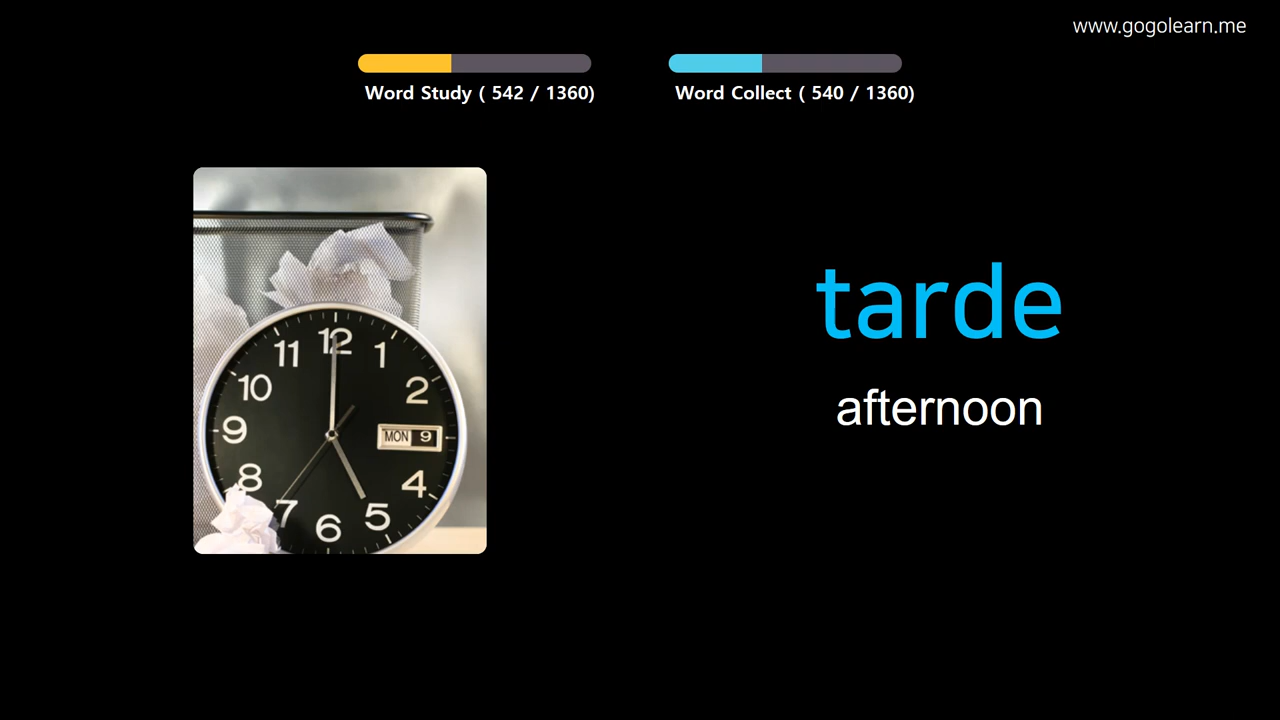 www.gogolearn.me
Word Study ( 542 / 1360)
Word Collect ( 540 / 1360)
tarde
afternoon
12
11
1
10
2
9
MON 9
8
4
7
5
6